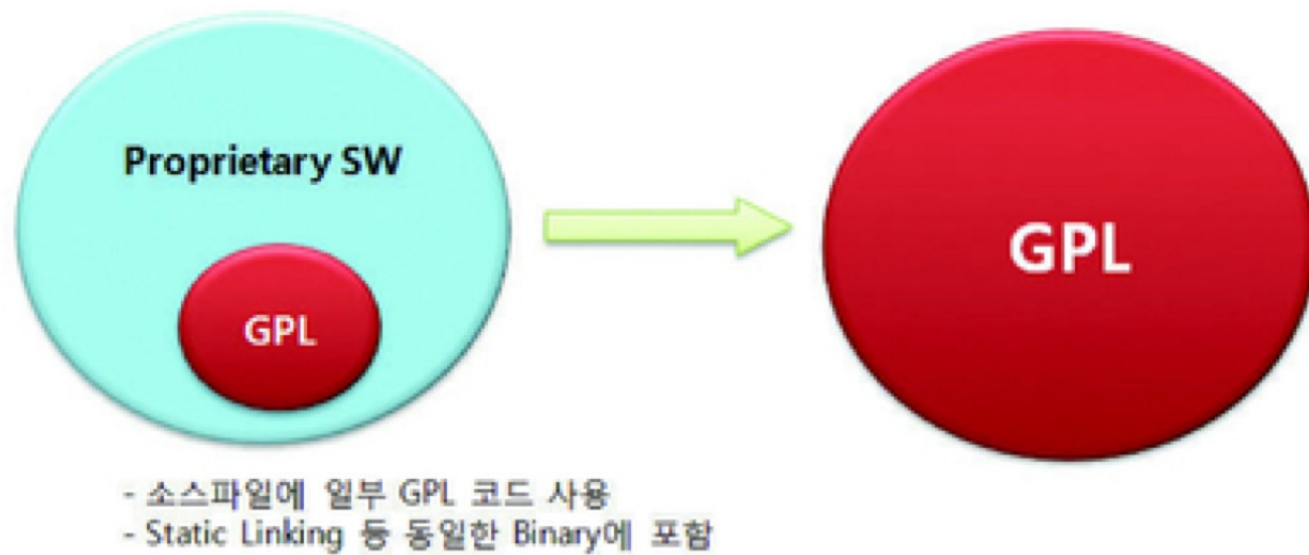 Proprietary SW
GPL
GPL
- 소스파일에 일부 GPL 코드 사용
- Static Linking 등 동일한 Binary에 포함